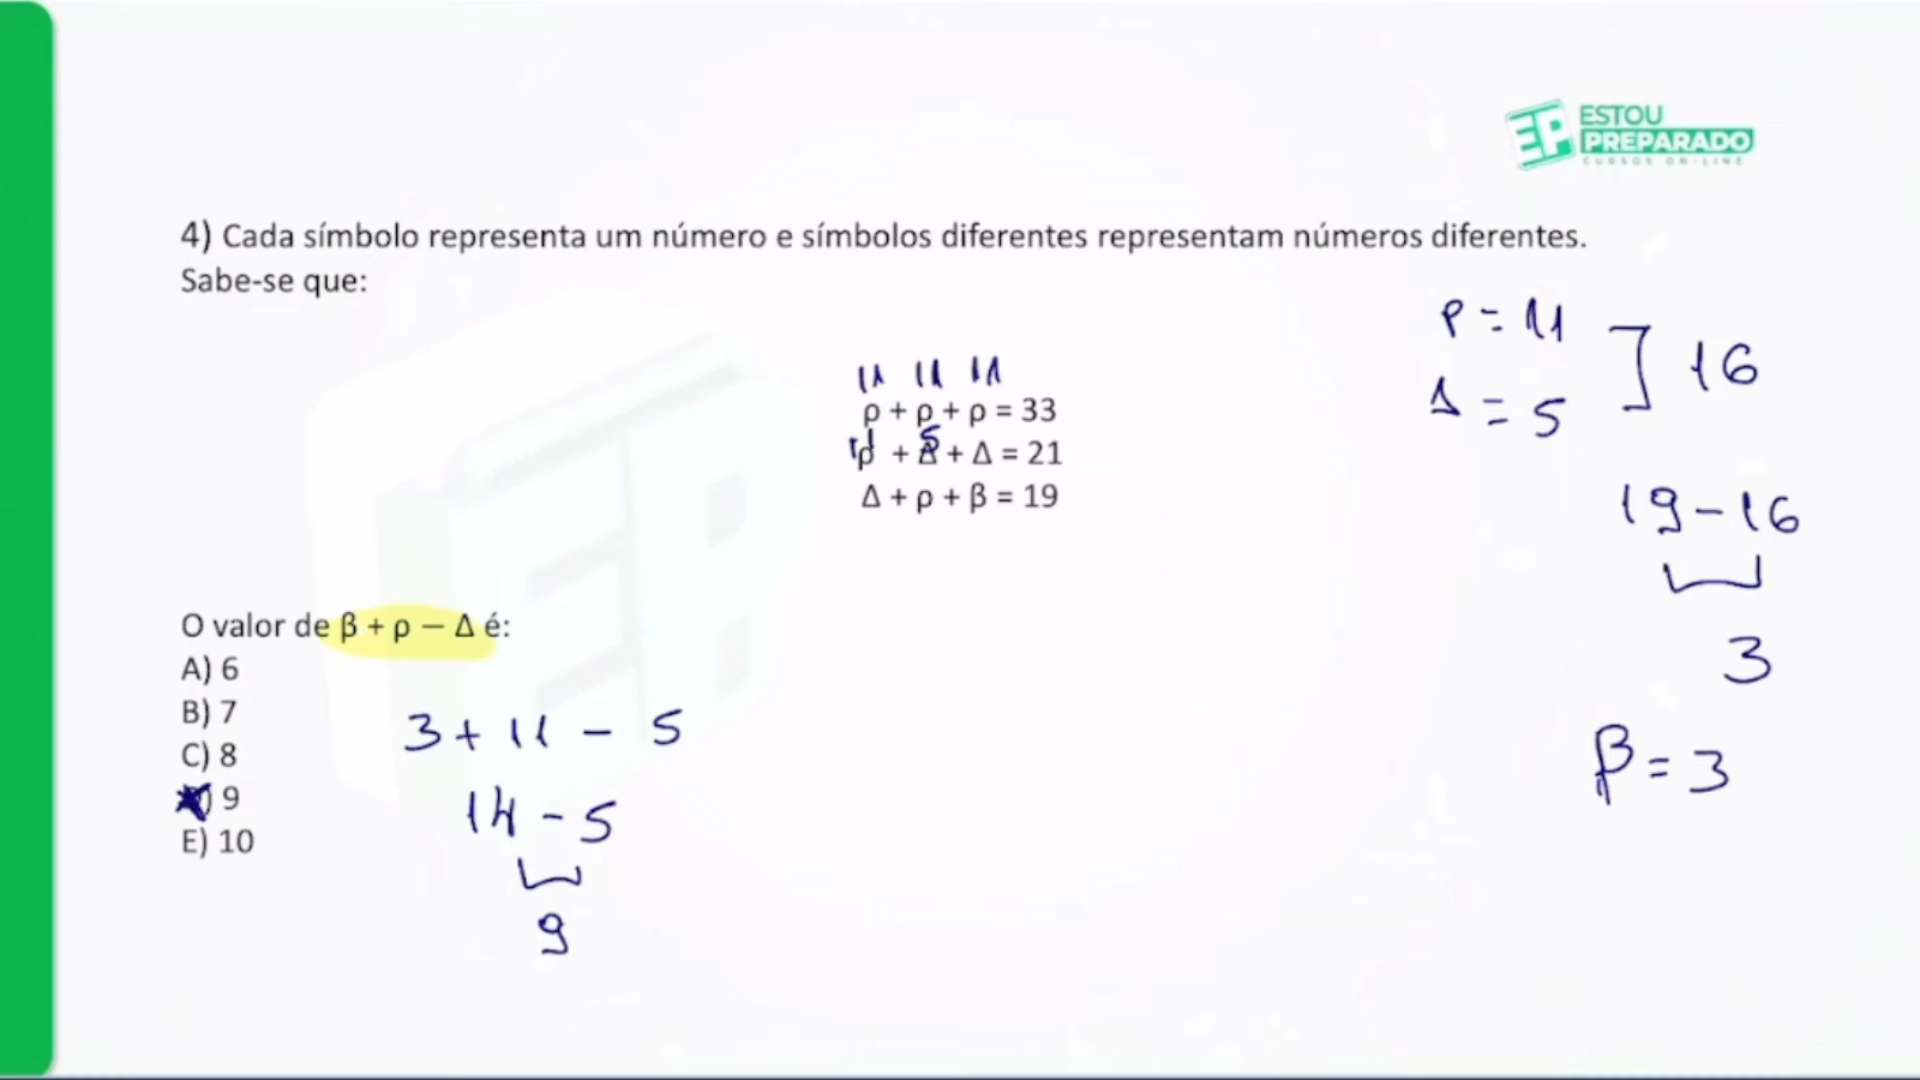 ESTOU
PREPARADO
CURSOS ON-LINE
4) Cada símbolo representa um número e símbolos diferentes representam números diferentes.
Sabe-se que:
11 11 11
ρ + ρ + ρ = 33
11 5
ρ + Δ + Δ = 21
Δ + ρ + β = 19
ρ = 11
Δ = 5
] 16
19 - 16
3
β = 3
O valor de β + ρ − Δ é:
A) 6
B) 7
C) 8
9
E) 10
3 + 11 - 5
14 - 5
9
EP